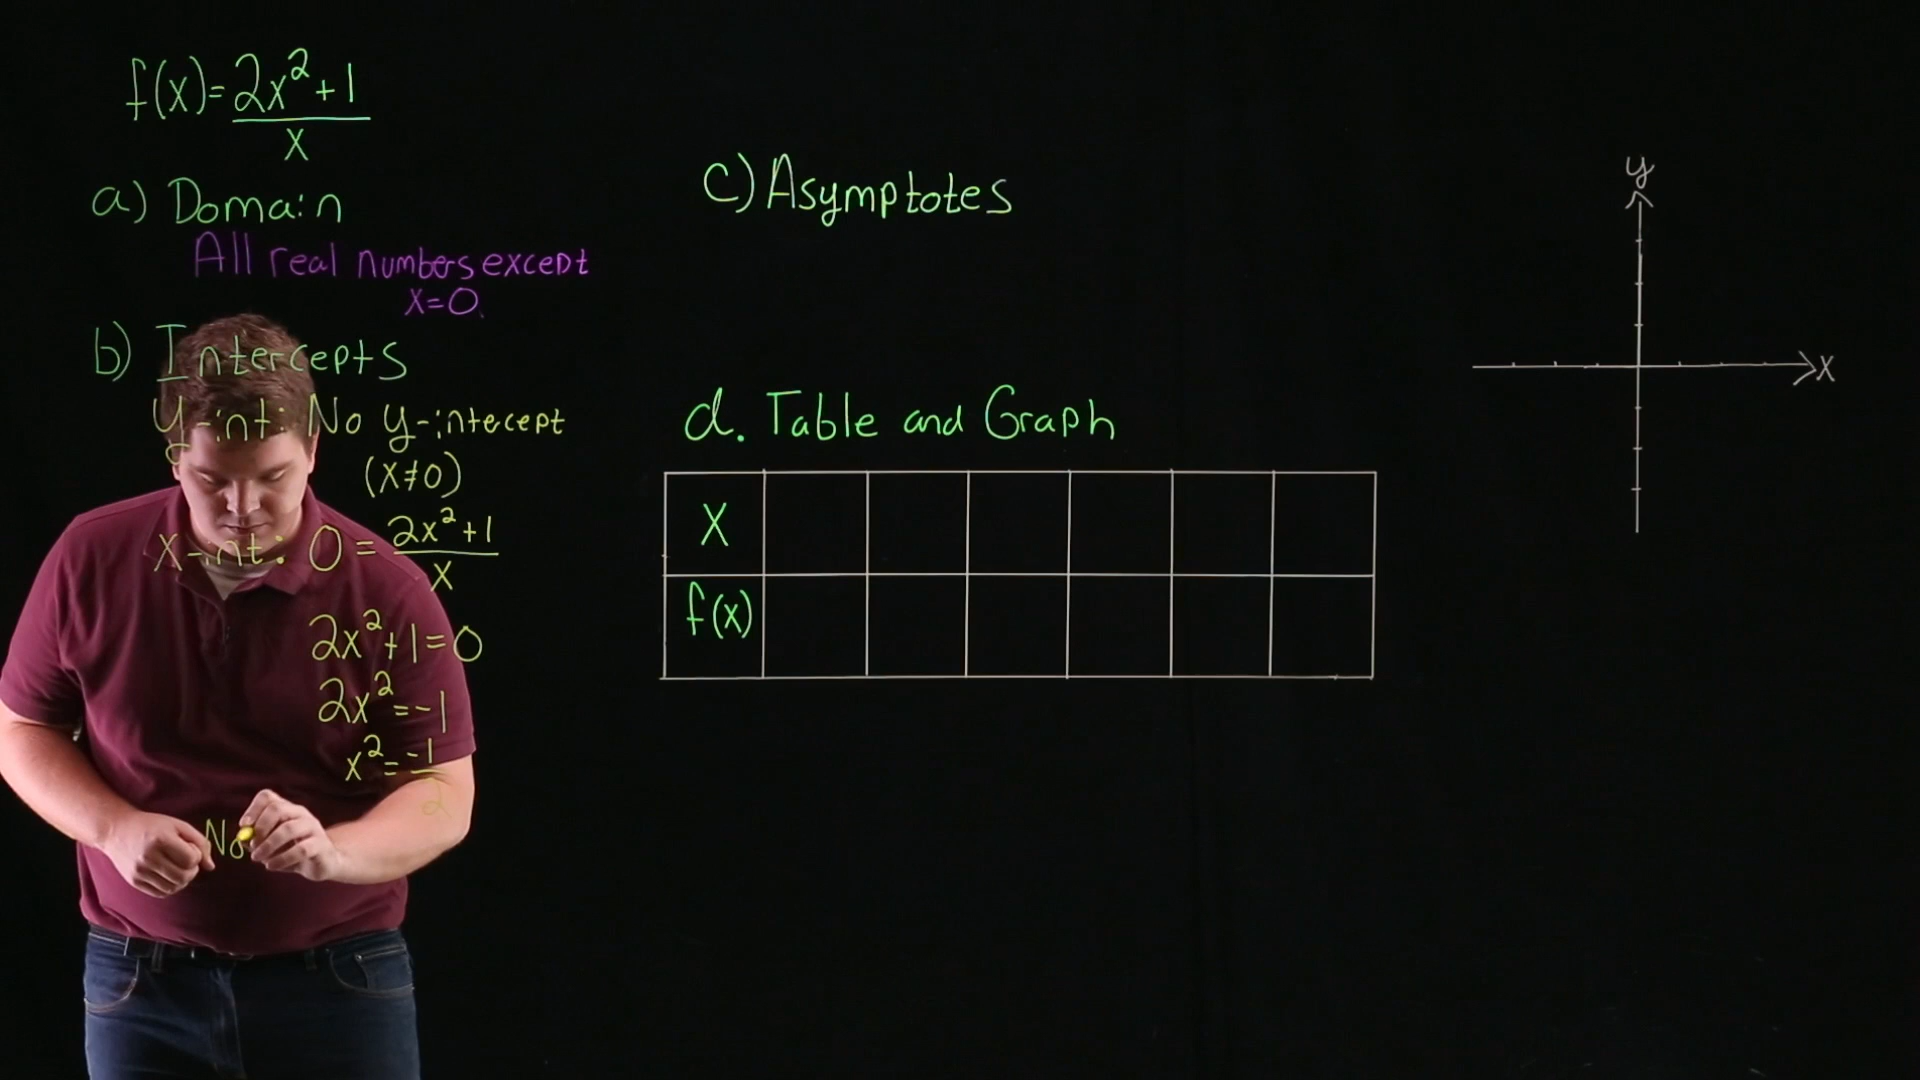 f(x)=2x²+1
x
a) Domain
All real numbers except
x=0
b) Intercepts
y-int: No y-intecept
(x≠0)
x-int: 0=2x²+1
x
2x²+1=0
2x²=-1
x²=-1
2
No
c) Asymptotes
d. Table and Graph
X
f(x)
y
x